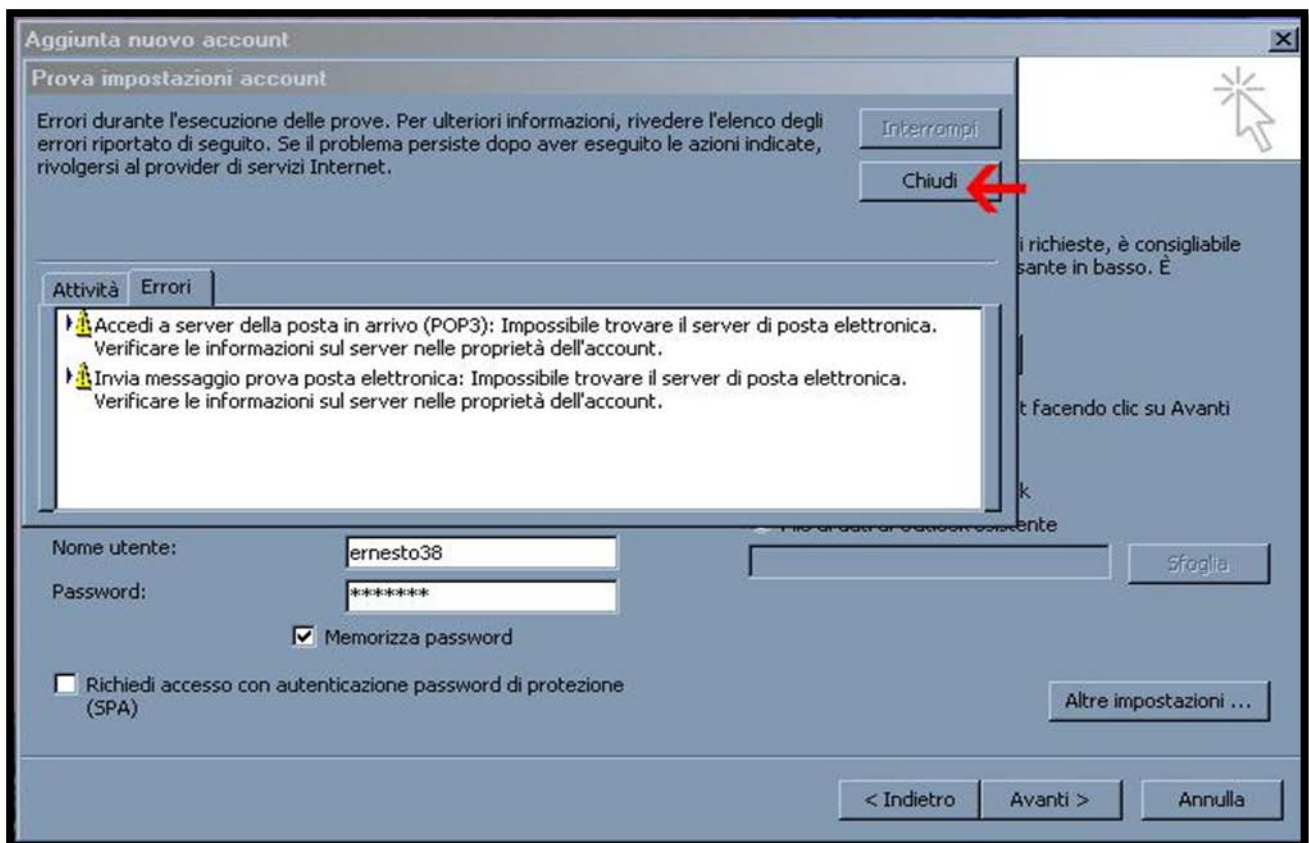 Aggiunta nuovo account
Prova impostazioni account
Errori durante l'esecuzione delle prove. Per ulteriori informazioni, rivedere l'elenco degli
errori riportato di seguito. Se il problema persiste dopo aver eseguito le azioni indicate,
rivolgersi al provider di servizi Internet.
Interrompi
Chiudi
i richieste, è consigliabile
sante in basso. È
Attività Errori
Accedi a server della posta in arrivo (POP3): Impossibile trovare il server di posta elettronica.
Verificare le informazioni sul server nelle proprietà dell'account.
Invia messaggio prova posta elettronica: Impossibile trovare il server di posta elettronica.
Verificare le informazioni sul server nelle proprietà dell'account.
t facendo clic su Avanti
k
File di dati di Outlook esistente
Nome utente: ernesto38
Sfoglia
Password: *******
Memorizza password
Richiedi accesso con autenticazione password di protezione
(SPA)
Altre impostazioni ...
< Indietro Avanti > Annulla